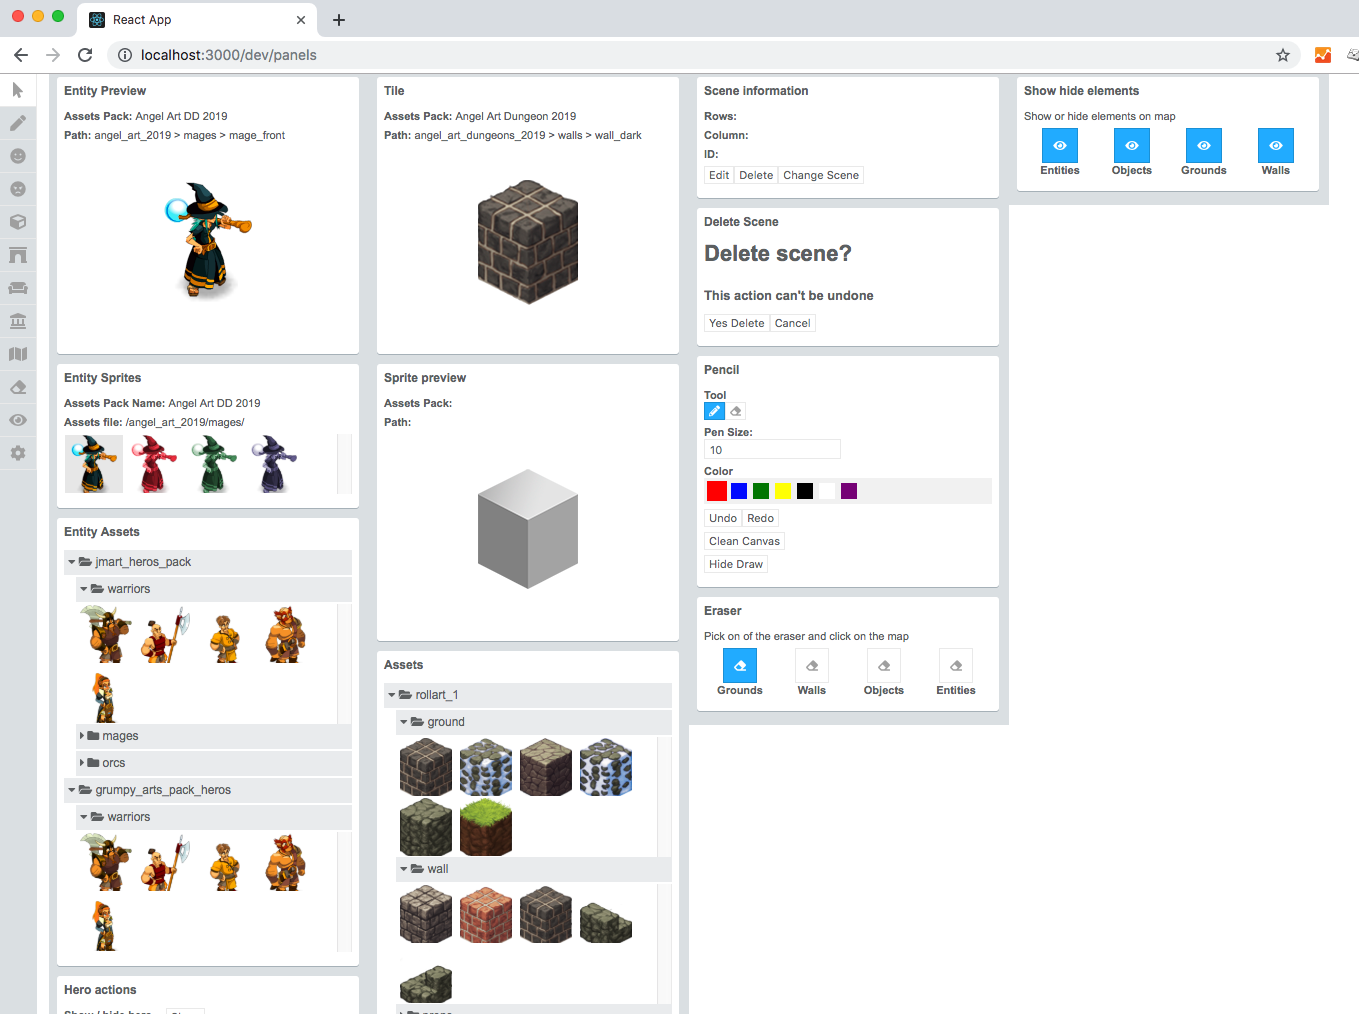 React App
localhost:3000/dev/panels
Entity Preview
Assets Pack: Angel Art DD 2019
Path: angel_art_2019 > mages > mage_front
Entity Sprites
Assets Pack Name: Angel Art DD 2019
Assets file: /angel_art_2019/mages/
Entity Assets
jmart_heros_pack
warriors
mages
orcs
grumpy_arts_pack_heros
warriors
Hero actions
Tile
Assets Pack: Angel Art Dungeon 2019
Path: angel_art_dungeons_2019 > walls > wall_dark
Sprite preview
Assets Pack:
Path:
Assets
rollart_1
ground
wall
Scene information
Rows:
Column:
ID:
Edit Delete Change Scene
Delete Scene
Delete scene?
This action can't be undone
Yes Delete Cancel
Pencil
Tool
Pen Size:
10
Color
Undo Redo
Clean Canvas
Hide Draw
Eraser
Pick on of the eraser and click on the map
Grounds Walls Objects Entities
Show hide elements
Show or hide elements on map
Entities Objects Grounds Walls